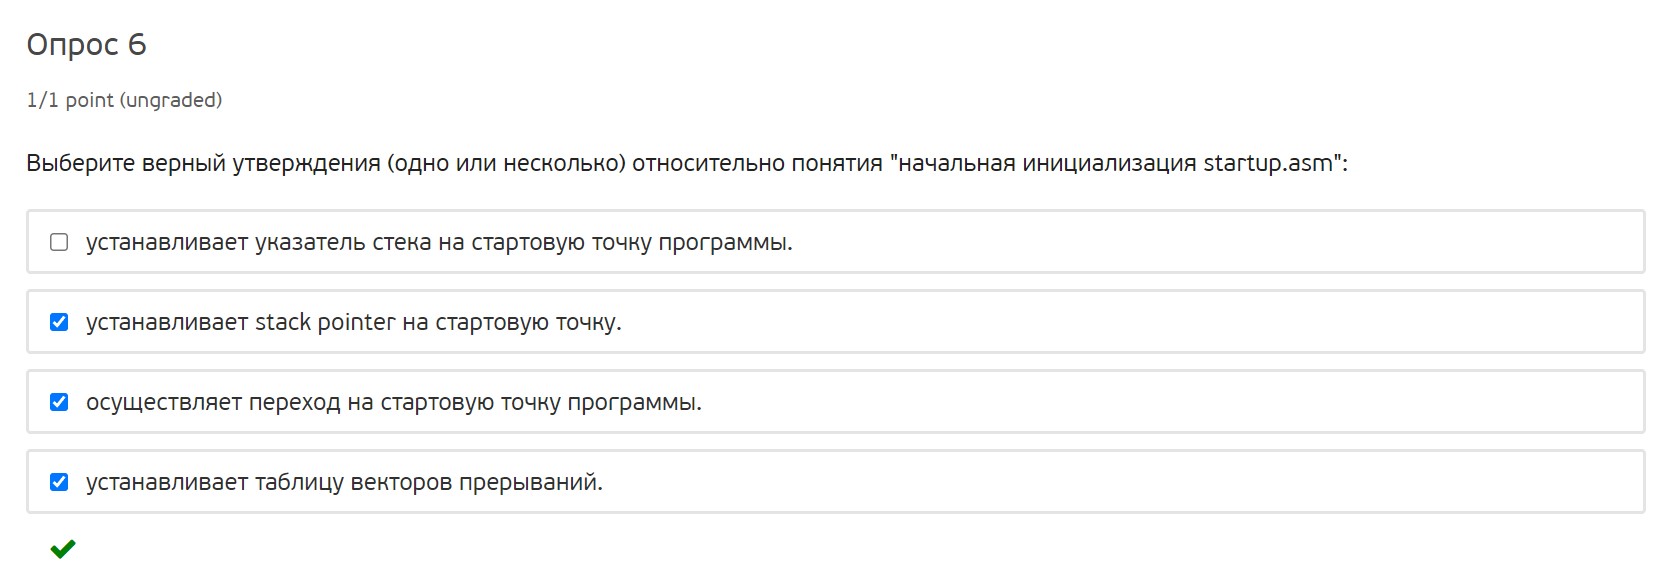 Опрос 6
1/1 point (ungraded)
Выберите верный утверждения (одно или несколько) относительно понятия "начальная инициализация startup.asm":
устанавливает указатель стека на стартовую точку программы.
устанавливает stack pointer на стартовую точку.
осуществляет переход на стартовую точку программы.
устанавливает таблицу векторов прерываний.